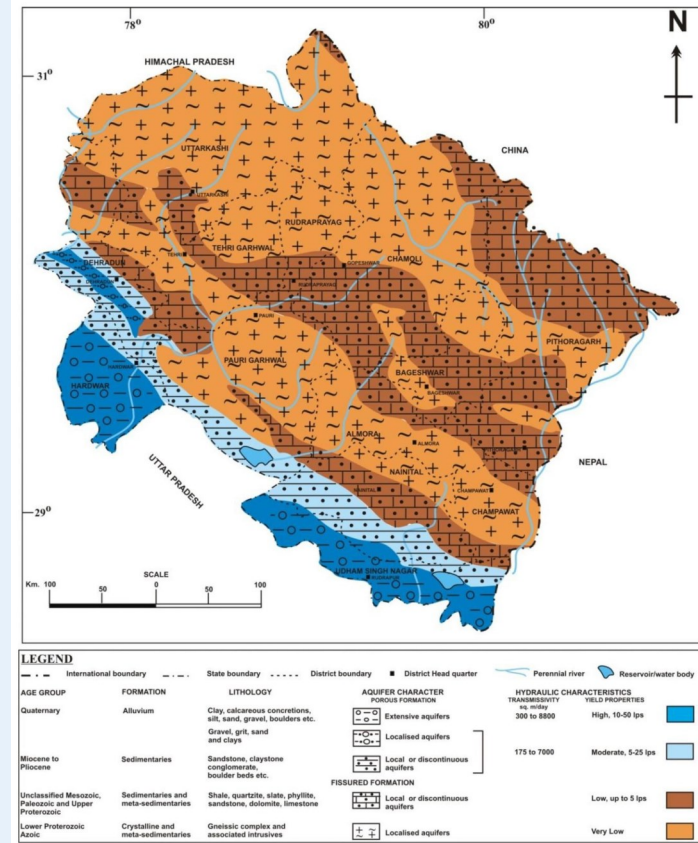 78°
80°
N
HIMACHAL PRADESH
31°
CHINA
UTTARKASHI
UTTARKASHI
RUDRAPRAYAG
TEHRI GARHWAL
TEHRI
GOPESHWAR
CHAMOLI
DEHRADUN
RUDRAPRAYAG
PAURI
PITHORAGARH
PAURI GARHWAL
HARDWAR
BAGESHWAR
HARDWAR
BAGESHWAR
ALMORA
ALMORA
NEPAL
UTTAR PRADESH
NAINITAL
NAINITAL
CHAMPAWAT
CHAMPAWAT
29°
UDHAM SINGH NAGAR
RUDRAPUR
SCALE
Km. 100 50 0 50 100
LEGEND
International boundary State boundary District boundary District Head quarter Perennial river Reservoir/water body
AGE GROUP FORMATION LITHOLOGY AQUIFER CHARACTER HYDRAULIC CHARACTERISTICS
POROUS FORMATION TRANSMISSIVITY YIELD PROPERTIES
sq. m/day
Quaternary Alluvium Clay, calcareous concretions, Extensive aquifers 300 to 8800 High, 10-50 lps
silt, sand, gravel, boulders etc.
Gravel, grit, sand Localised aquifers
and clays
175 to 7000 Moderate, 5-25 lps
Miocene to Sedimentaries Sandstone, claystone Local or discontinuous
Pliocene conglomerate, aquifers
boulder beds etc.
FISSURED FORMATION
Unclassified Mesozoic, Sedimentaries and Shale, quartzite, slate, phyllite, Local or discontinuous Low, up to 5 lps
Paleozoic and Upper meta-sedimentaries sandstone, dolomite, limestone aquifers
Proterozoic
Lower Proterozoic Crystalline and Gneissic complex and Localised aquifers Very Low
Azoic meta-sedimentaries associated intrusives